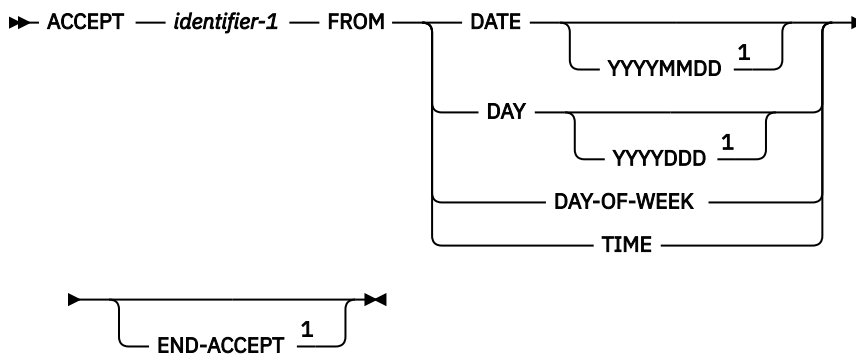 ACCEPT identifier-1 FROM DATE
YYYYMMDD 1
DAY
YYYYDDD 1
DAY-OF-WEEK
TIME
END-ACCEPT 1